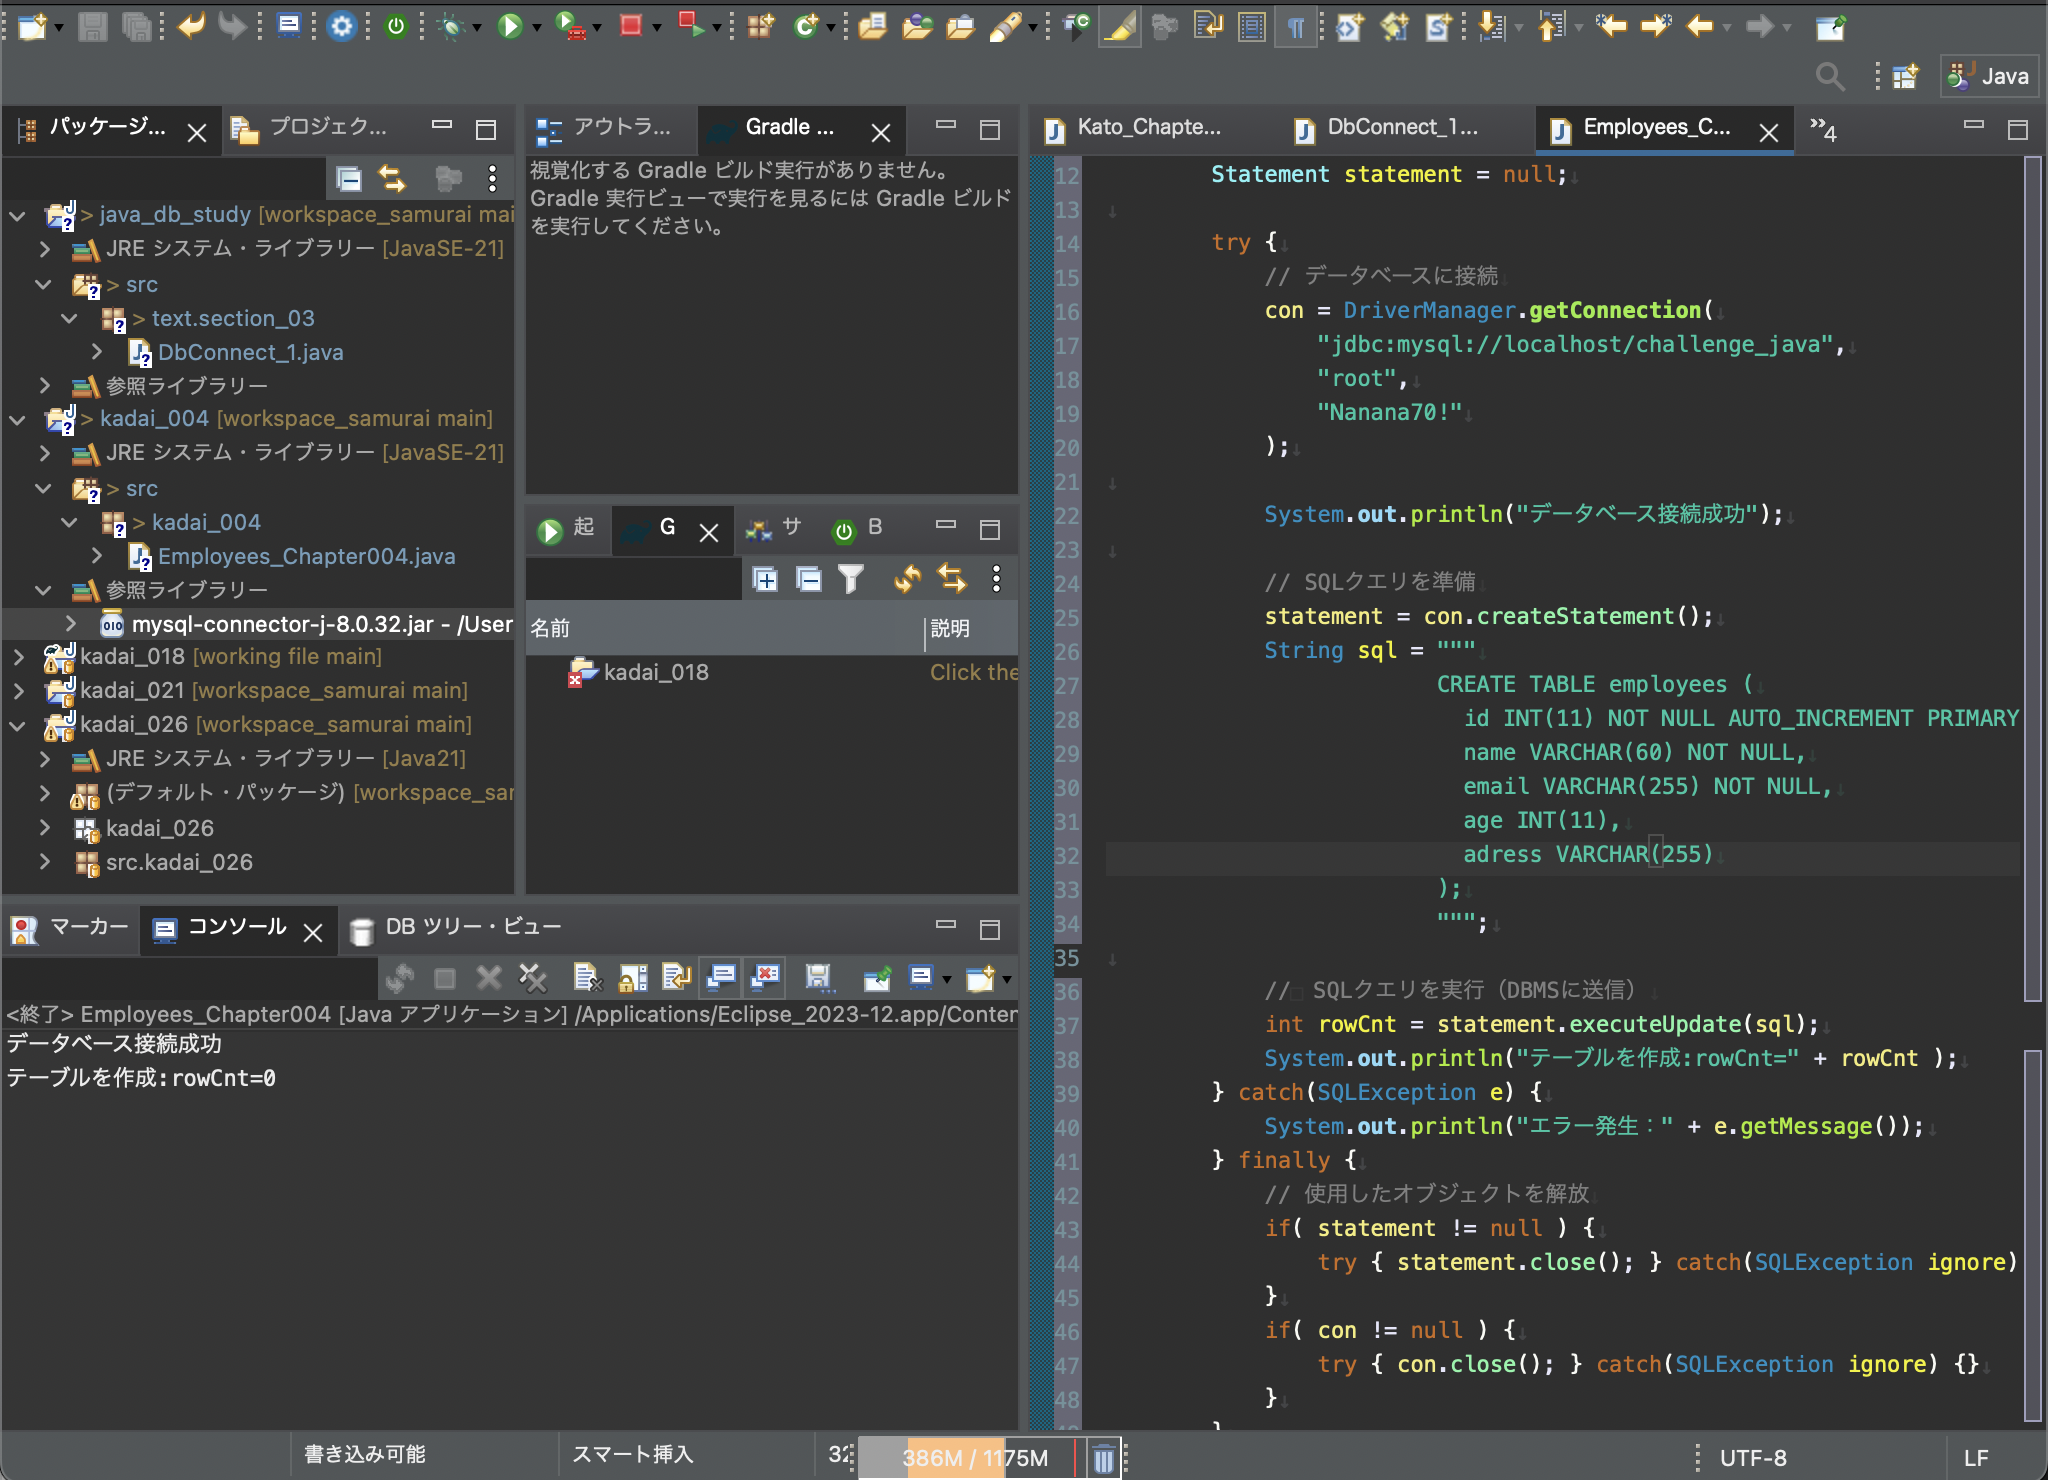 Java
パッケージ...
プロジェク...
> java_db_study [workspace_samurai mai
JRE システム・ライブラリー [JavaSE-21]
> src
> text.section_03
DbConnect_1.java
参照ライブラリー
> kadai_004 [workspace_samurai main]
JRE システム・ライブラリー [JavaSE-21]
> src
> kadai_004
Employees_Chapter004.java
参照ライブラリー
mysql-connector-j-8.0.32.jar - /User
kadai_018 [working file main]
kadai_021 [workspace_samurai main]
kadai_026 [workspace_samurai main]
JRE システム・ライブラリー [Java21]
(デフォルト・パッケージ) [workspace_sar
kadai_026
src.kadai_026
アウトラ...
Gradle ...
視覚化する Gradle ビルド実行がありません。
Gradle 実行ビューで実行を見るには Gradle ビルド
を実行してください。
起
G
サ
B
名前
説明
kadai_018
Click the
マーカー
コンソール
DB ツリー・ビュー
<終了> Employees_Chapter004 [Java アプリケーション] /Applications/Eclipse_2023-12.app/Conten
データベース接続成功
テーブルを作成:rowCnt=0
Kato_Chapte...
DbConnect_1...
Employees_C...
»4
12 Statement statement = null;
13
14 try {
15 // データベースに接続
16 con = DriverManager.getConnection(
17 "jdbc:mysql://localhost/challenge_java",
18 "root",
19 "Nanana70!"
20 );
21
22 System.out.println("データベース接続成功");
23
24 // SQLクエリを準備
25 statement = con.createStatement();
26 String sql = """
27 CREATE TABLE employees (
28 id INT(11) NOT NULL AUTO_INCREMENT PRIMARY
29 name VARCHAR(60) NOT NULL,
30 email VARCHAR(255) NOT NULL,
31 age INT(11),
32 adress VARCHAR(255)
33 );
34 """;
35
36 //□ SQLクエリを実行（DBMSに送信）
37 int rowCnt = statement.executeUpdate(sql);
38 System.out.println("テーブルを作成:rowCnt=" + rowCnt );
39 } catch(SQLException e) {
40 System.out.println("エラー発生：" + e.getMessage());
41 } finally {
42 // 使用したオブジェクトを解放
43 if( statement != null ) {
44 try { statement.close(); } catch(SQLException ignore)
45 }
46 if( con != null ) {
47 try { con.close(); } catch(SQLException ignore) {}
48 }
書き込み可能
スマート挿入
386M / 1175M
UTF-8
LF